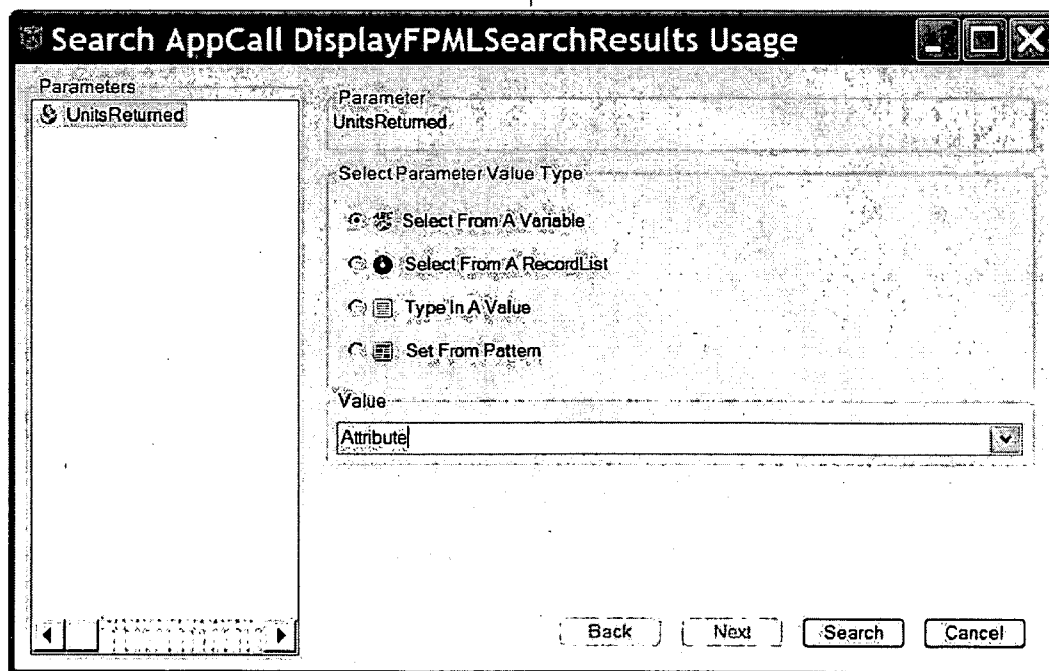 Search AppCall DisplayFPMLSearchResults Usage
Parameters
UnitsReturned
Parameter
UnitsReturned
Select Parameter Value Type
Select From A Variable
Select From A RecordList
Type In A Value
Set From Pattern
Value
Attribute
Back Next Search Cancel